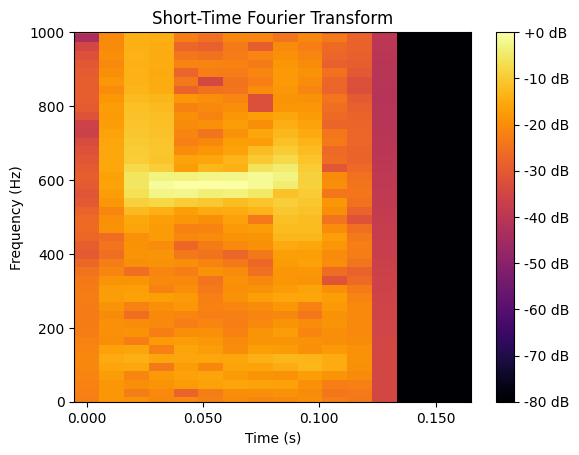 Short-Time Fourier Transform
Frequency (Hz)
1000
800
600
400
200
0
0.000
0.050
0.100
0.150
Time (s)
+0 dB
-10 dB
-20 dB
-30 dB
-40 dB
-50 dB
-60 dB
-70 dB
-80 dB